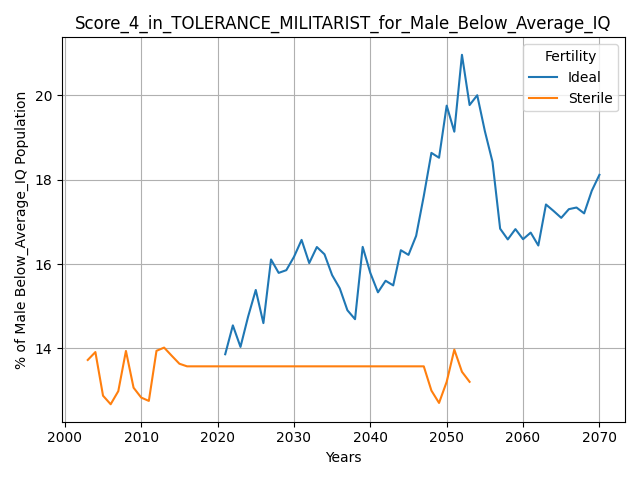 Score_4_in_TOLERANCE_MILITARIST_for_Male_Below_Average_IQ
Fertility
Ideal
Sterile
% of Male Below_Average_IQ Population
20
18
16
14
2000 2010 2020 2030 2040 2050 2060 2070
Years